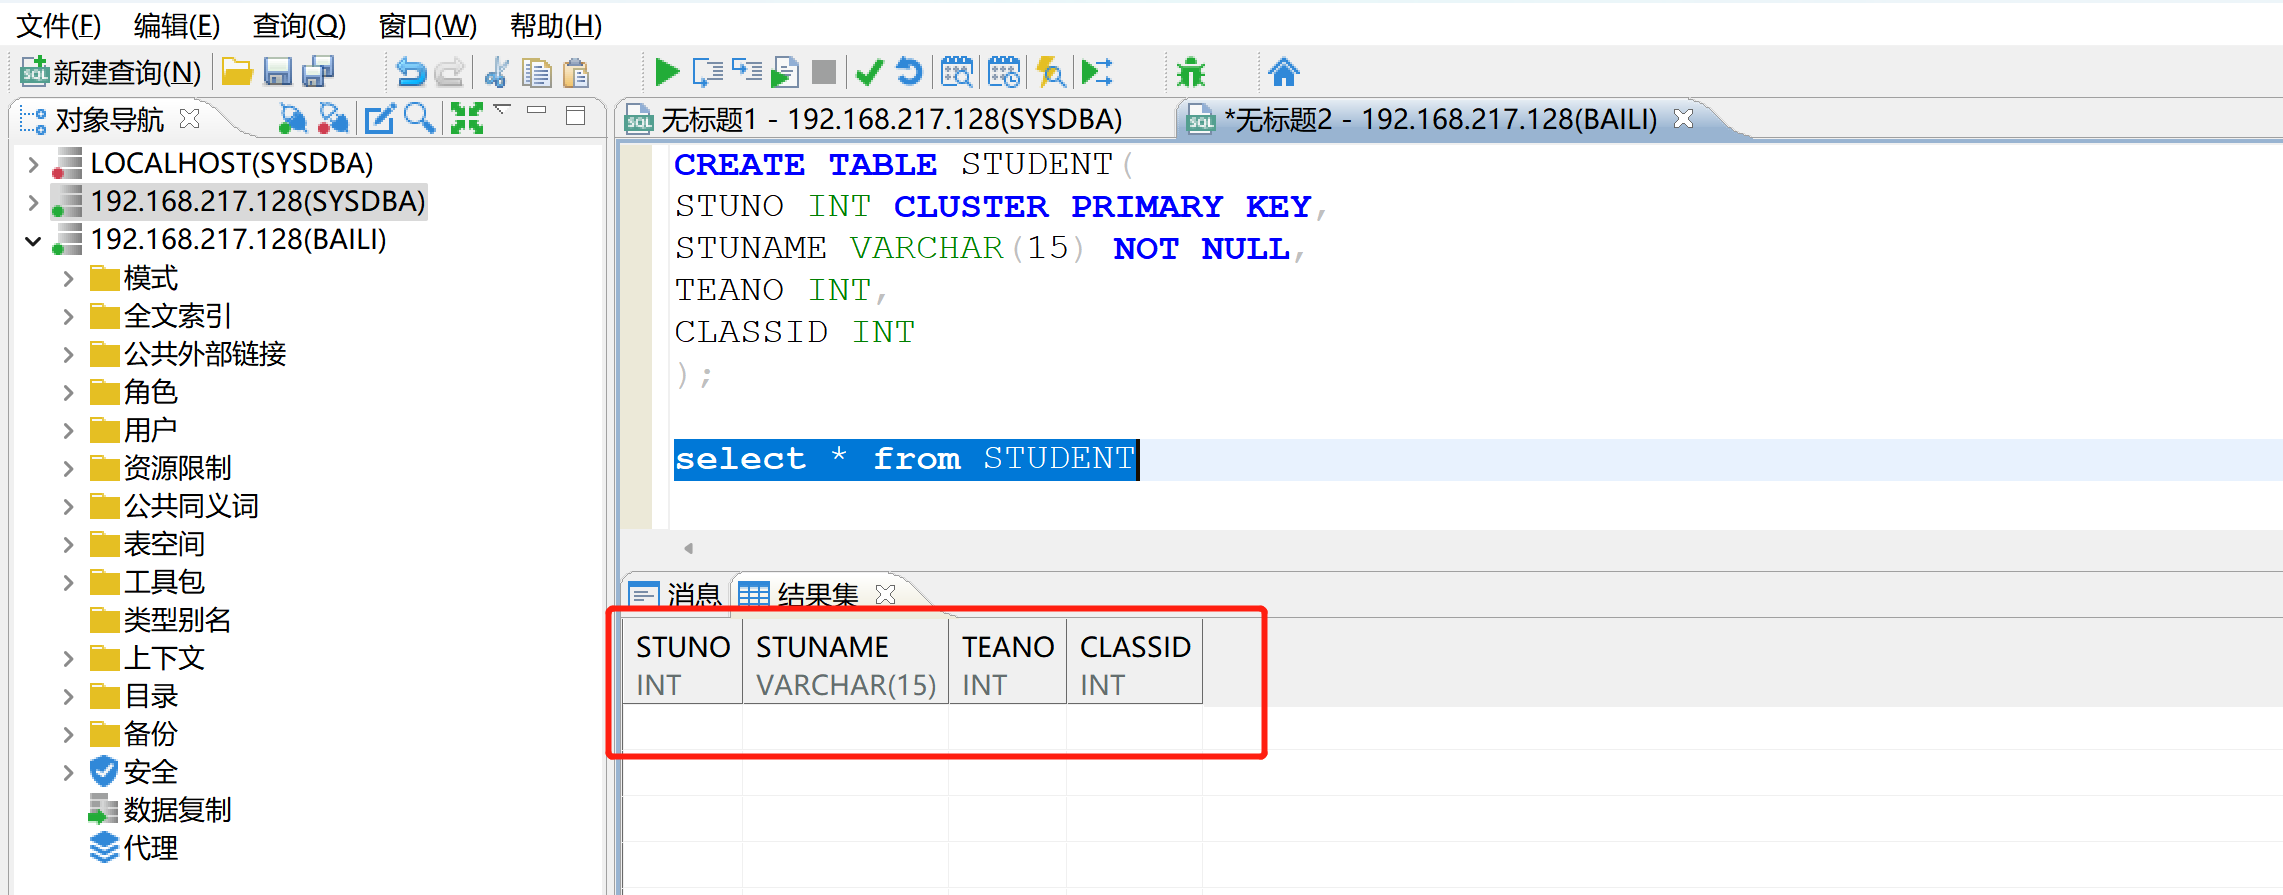 文件(F) 编辑(E) 查询(Q) 窗口(W) 帮助(H)
新建查询(N)
对象导航
LOCALHOST(SYSDBA)
192.168.217.128(SYSDBA)
192.168.217.128(BAILI)
模式
全文索引
公共外部链接
角色
用户
资源限制
公共同义词
表空间
工具包
类型别名
上下文
目录
备份
安全
数据复制
代理
SQL 无标题1 - 192.168.217.128(SYSDBA)
SQL *无标题2 - 192.168.217.128(BAILI)
CREATE TABLE STUDENT(
STUNO INT CLUSTER PRIMARY KEY,
STUNAME VARCHAR(15) NOT NULL,
TEANO INT,
CLASSID INT
);
select * from STUDENT
消息 结果集
STUNO STUNAME TEANO CLASSID
INT VARCHAR(15) INT INT